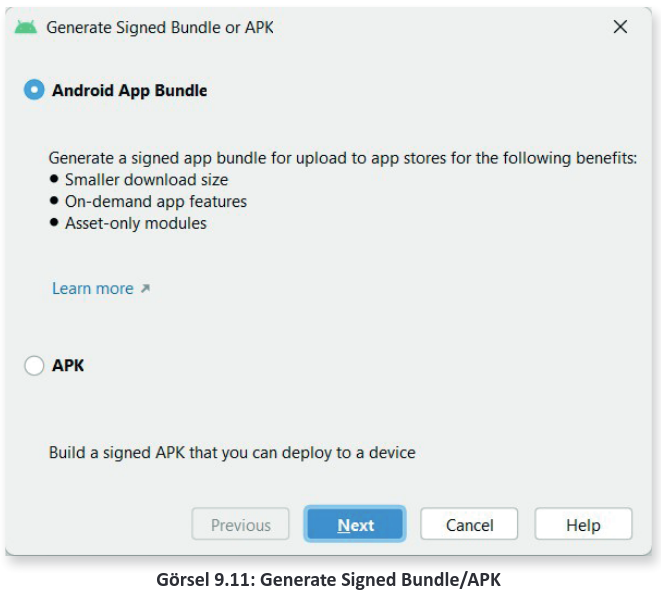 Generate Signed Bundle or APK
Android App Bundle
Generate a signed app bundle for upload to app stores for the following benefits:
• Smaller download size
• On-demand app features
• Asset-only modules
Learn more ↗
APK
Build a signed APK that you can deploy to a device
Previous Next Cancel Help
Görsel 9.11: Generate Signed Bundle/APK